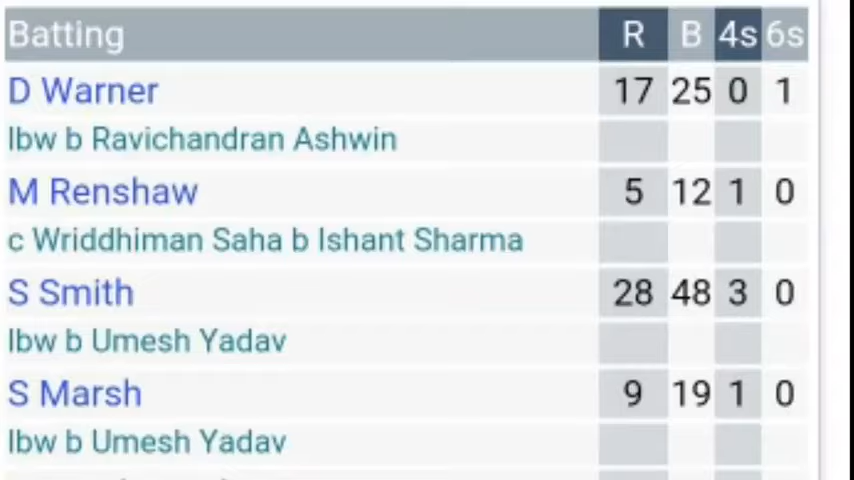 Batting R B 4s 6s
D Warner 17 25 0 1
lbw b Ravichandran Ashwin
M Renshaw 5 12 1 0
c Wriddhiman Saha b Ishant Sharma
S Smith 28 48 3 0
lbw b Umesh Yadav
S Marsh 9 19 1 0
lbw b Umesh Yadav